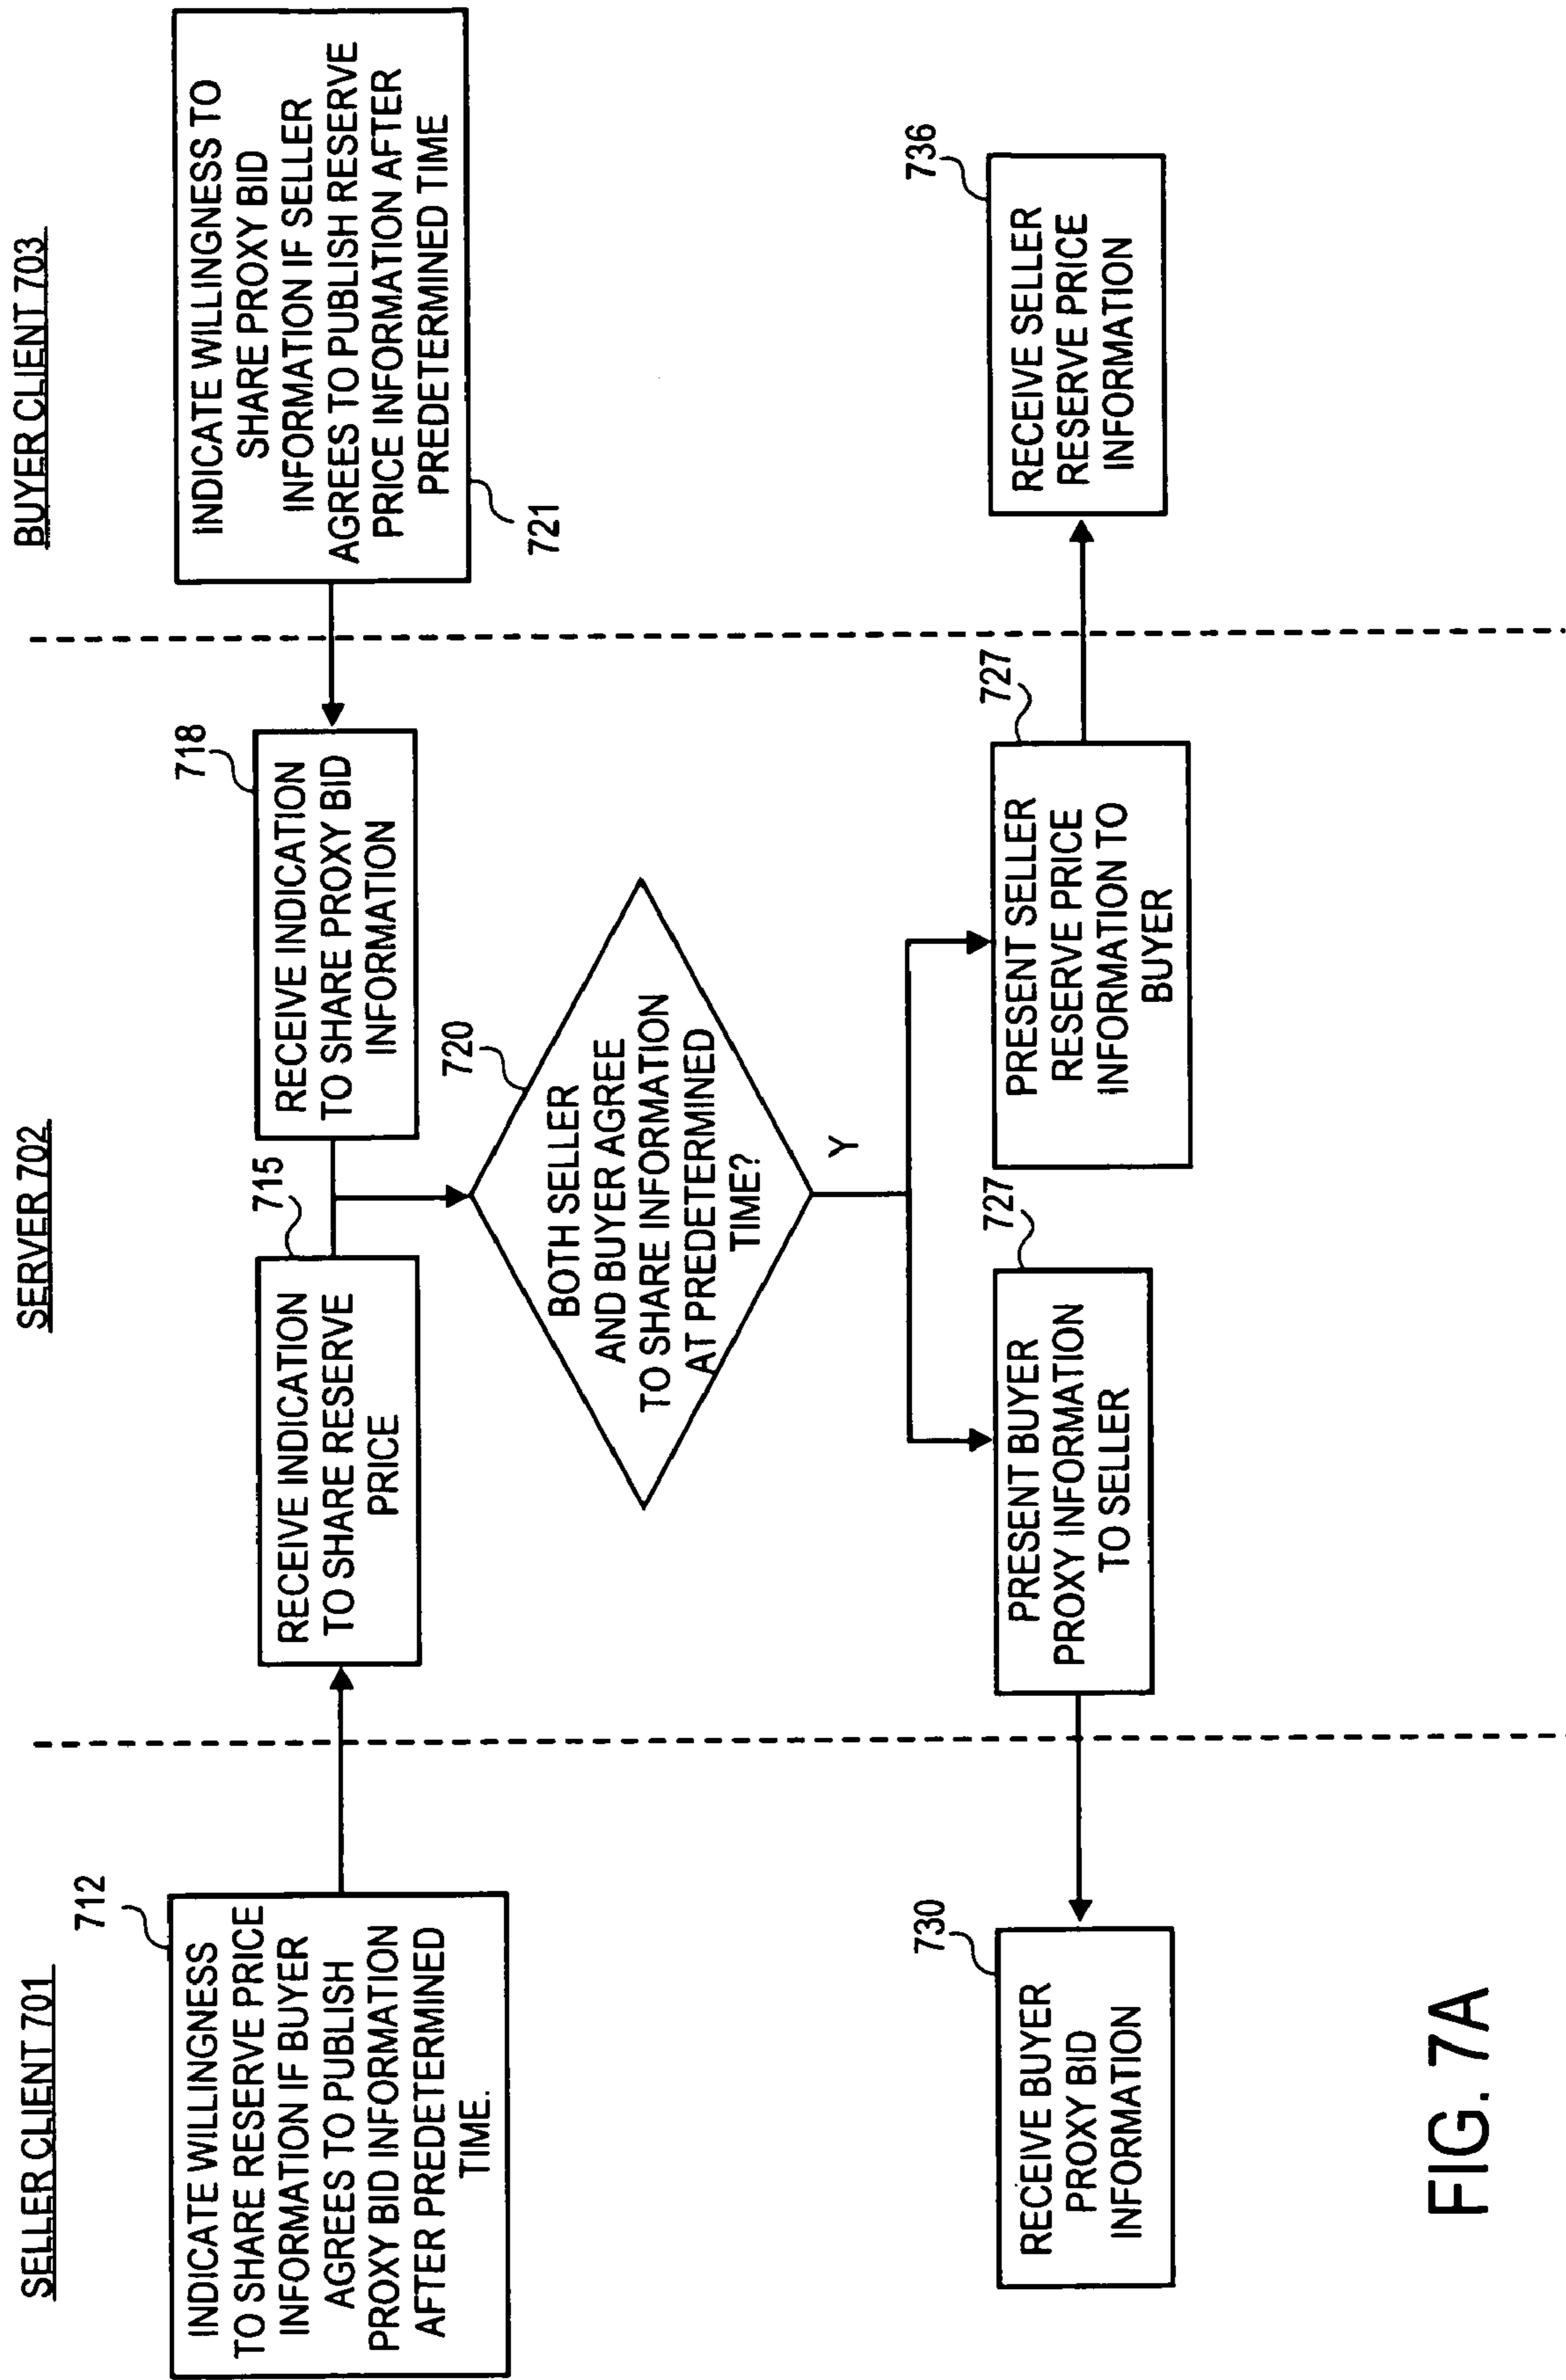 SELLER CLIENT 701
SERVER 702
BUYER CLIENT 703
712
INDICATE WILLINGNESS
TO SHARE RESERVE PRICE
INFORMATION IF BUYER
AGREES TO PUBLISH
PROXY BID INFORMATION
AFTER PREDETERMINED
TIME.
715
RECEIVE INDICATION
TO SHARE RESERVE
PRICE
718
RECEIVE INDICATION
TO SHARE PROXY BID
INFORMATION
INDICATE WILLINGNESS TO
SHARE PROXY BID
INFORMATION IF SELLER
AGREES TO PUBLISH RESERVE
PRICE INFORMATION AFTER
PREDETERMINED TIME
721
720
BOTH SELLER
AND BUYER AGREE
TO SHARE INFORMATION
AT PREDETERMINED
TIME?
Y
730
RECEIVE BUYER
PROXY BID
INFORMATION
727
PRESENT BUYER
PROXY INFORMATION
TO SELLER
727
PRESENT SELLER
RESERVE PRICE
INFORMATION TO
BUYER
736
RECEIVE SELLER
RESERVE PRICE
INFORMATION
FIG. 7A